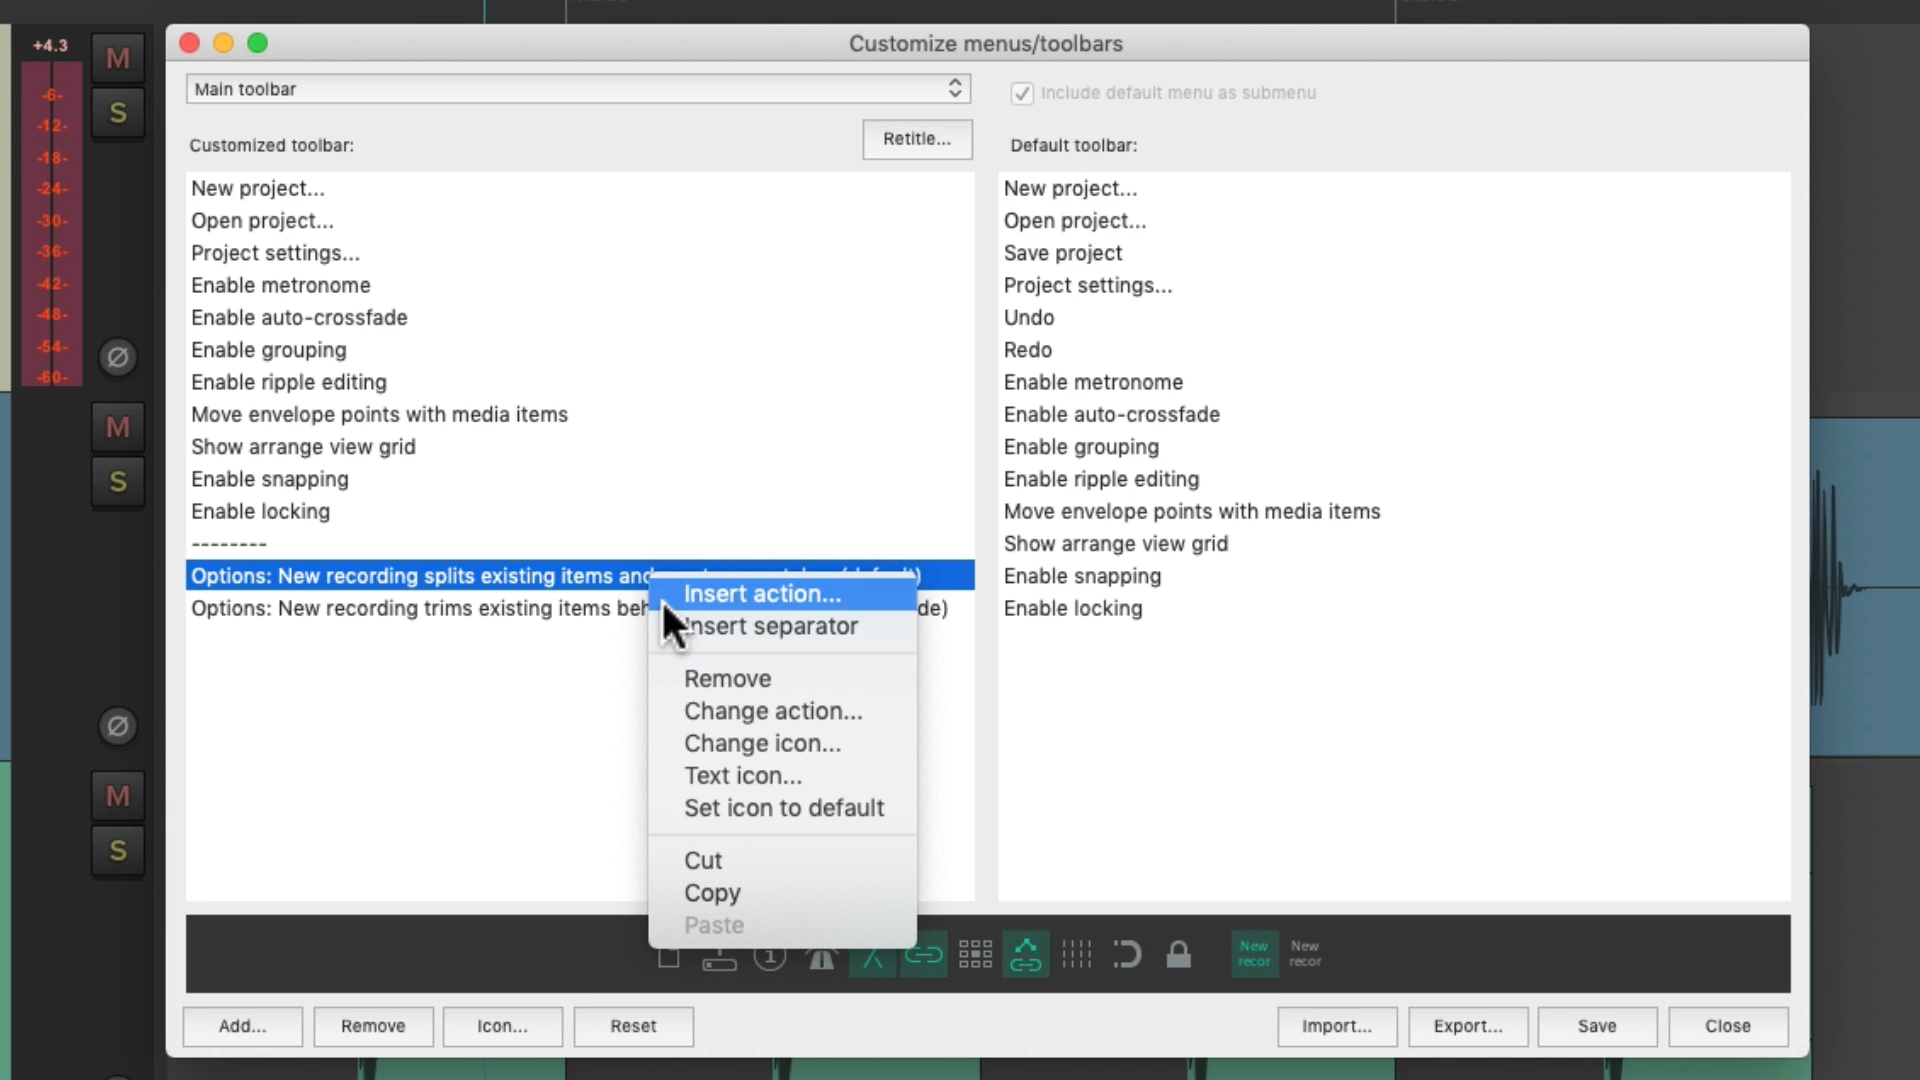 Customize menus/toolbars
+4.3
-6-
-12-
-18-
-24-
-30-
-36-
-42-
-48-
-54-
-60-
M
S
M
S
M
S
Main toolbar
Include default menu as submenu
Customized toolbar:
Retitle...
Default toolbar:
New project...
Open project...
Project settings...
Enable metronome
Enable auto-crossfade
Enable grouping
Enable ripple editing
Move envelope points with media items
Show arrange view grid
Enable snapping
Enable locking
--------
Options: New recording splits existing items and
Options: New recording trims existing items de)
New project...
Open project...
Save project
Project settings...
Undo
Redo
Enable metronome
Enable auto-crossfade
Enable grouping
Enable ripple editing
Move envelope points with media items
Show arrange view grid
Enable snapping
Enable locking
Insert action...
Insert separator
Remove
Change action...
Change icon...
Text icon...
Set icon to default
Cut
Copy
Paste
New
recor
New
recor
Add...
Remove
Icon...
Reset
Import...
Export...
Save
Close